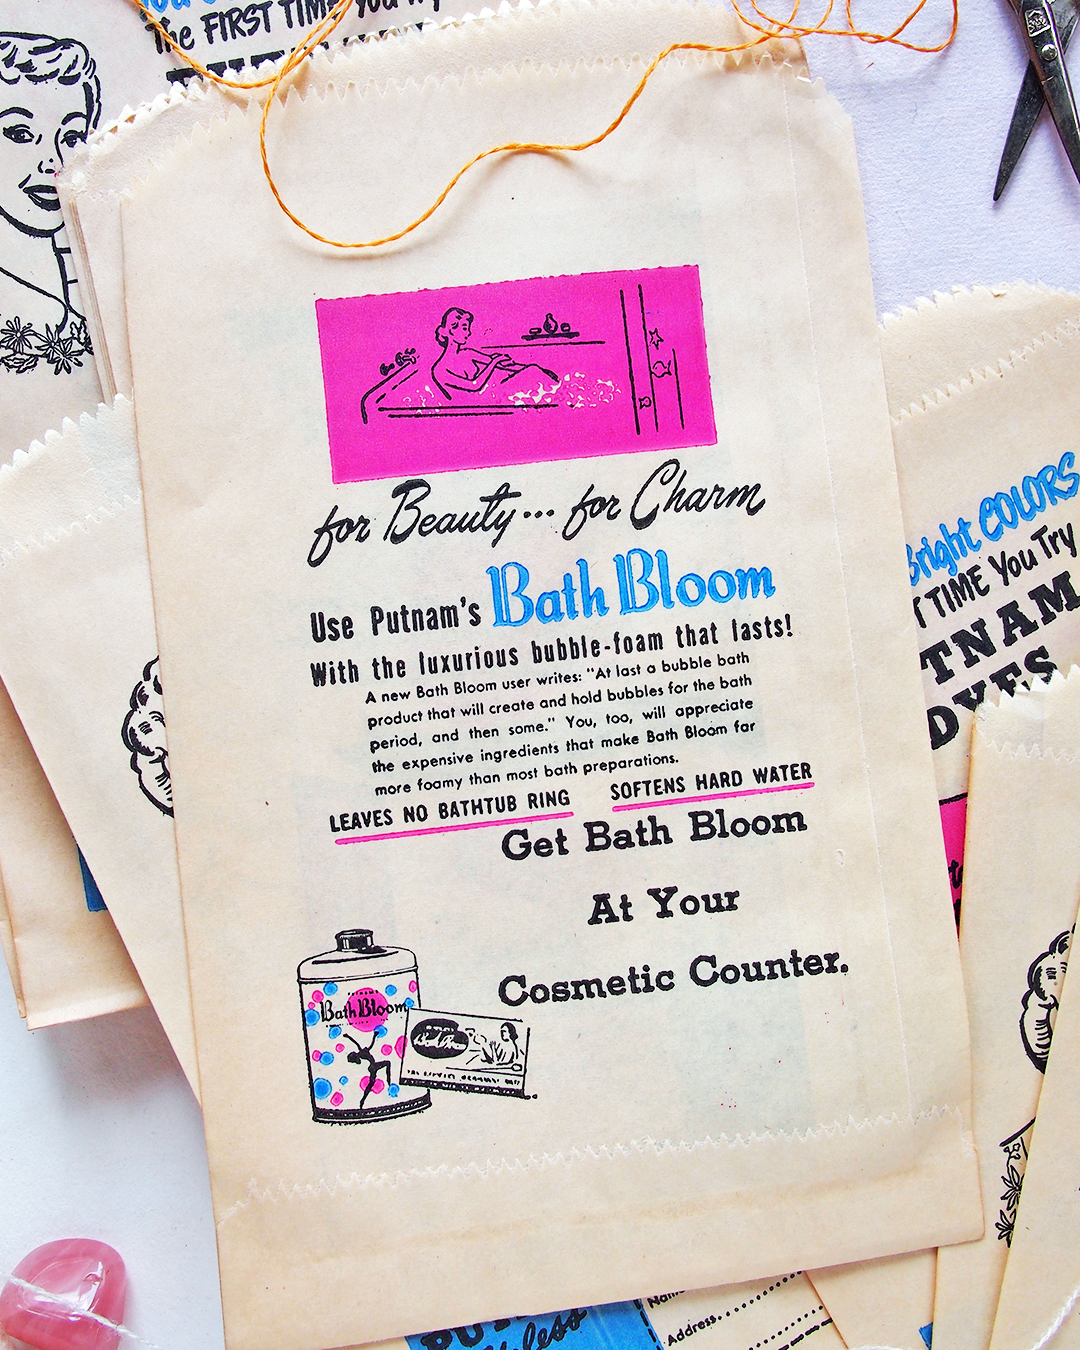 The FIRST TIME You Try
for Beauty... for Charm
Use Putnam's Bath Bloom
With the luxurious bubble-foam that lasts!
A new Bath Bloom user writes: "At last a bubble bath
product that will create and hold bubbles for the bath
period, and then some." You, too, will appreciate
the expensive ingredients that make Bath Bloom far
more foamy than most bath preparations.
LEAVES NO BATHTUB RING SOFTENS HARD WATER
Get Bath Bloom
At Your
Cosmetic Counter.
Bath Bloom
Bright COLORS
TIME You Try
TNAM
DYES
Name
Address